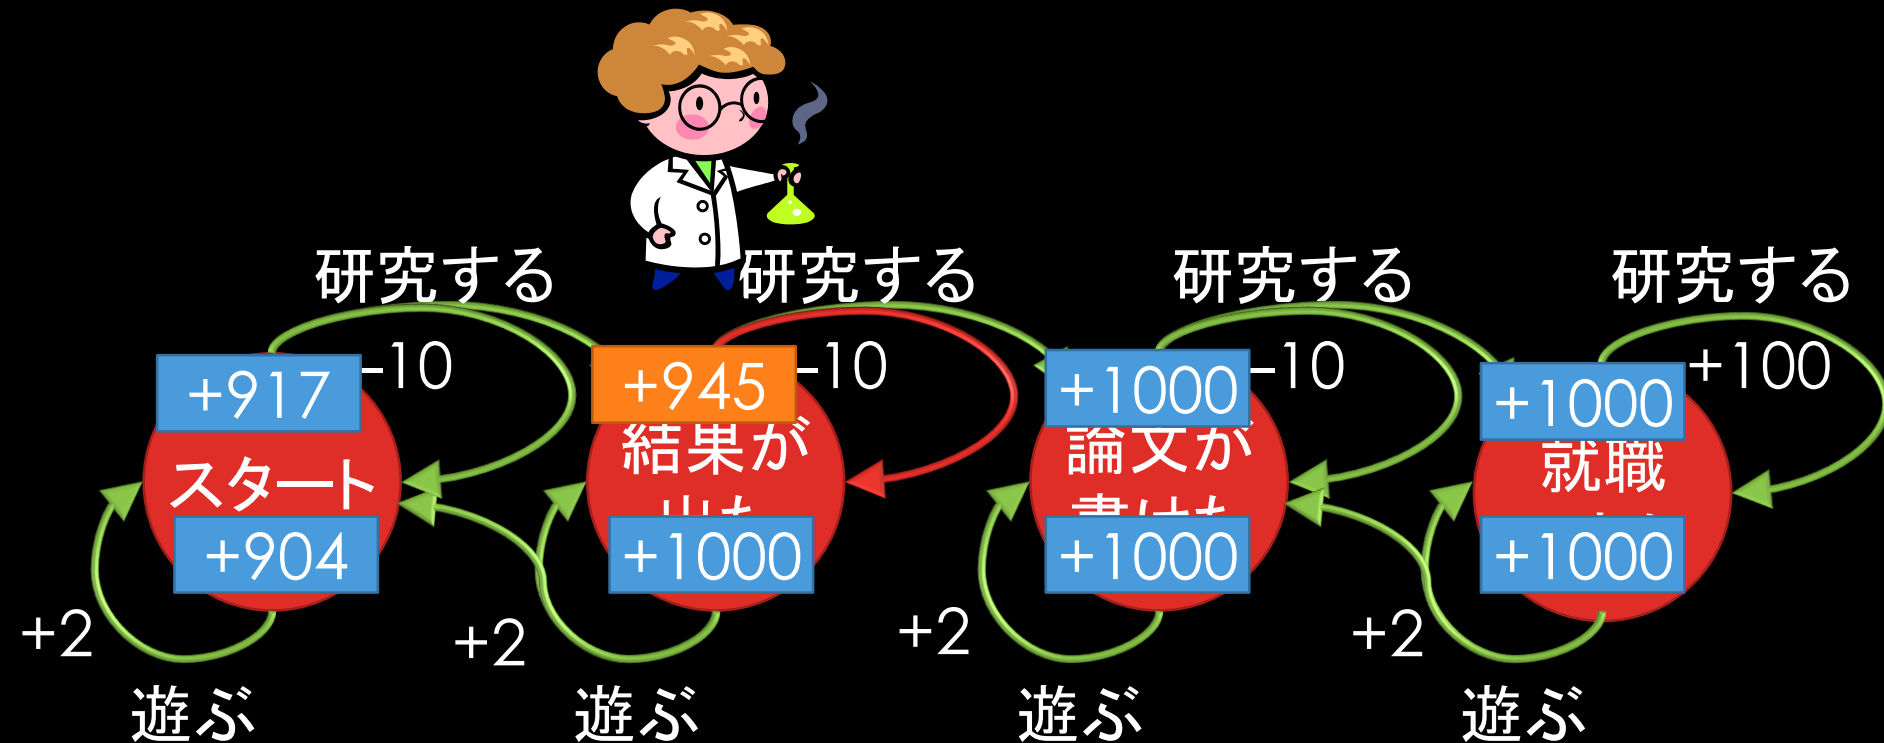 研究する
研究する
研究する
研究する
-10
-10
-10
+100
+917
+945
+1000
+1000
スタート
結果が
論文が
就職
+904
+1000
+1000
+1000
+2
+2
+2
+2
遊ぶ
遊ぶ
遊ぶ
遊ぶ